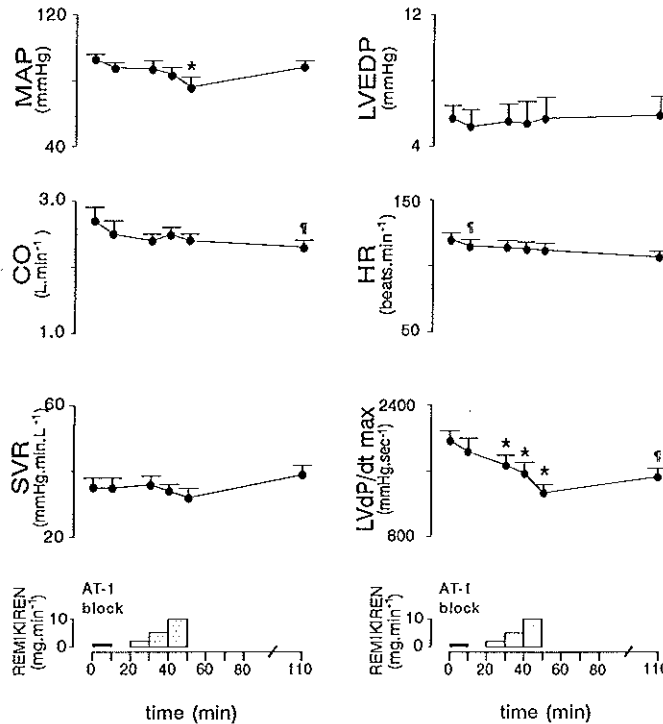 120
MAP
(mmHg)
*
40
12
LVEDP
(mmHg)
4
3.0
CO
(L.min⁻¹)
¶
1.0
150
HR
(beats.min⁻¹)
¶
50
60
SVR
(mmHg.min.L⁻¹)
20
2400
LVdP/dt max
(mmHg.sec⁻¹)
* * *
¶
800
REMIKIREN
(mg.min⁻¹)
AT-1
block
10
0
0 20 40 60 80 110
time (min)
REMIKIREN
(mg.min⁻¹)
AT-1
block
10
0
0 20 40 60 80 110
time (min)